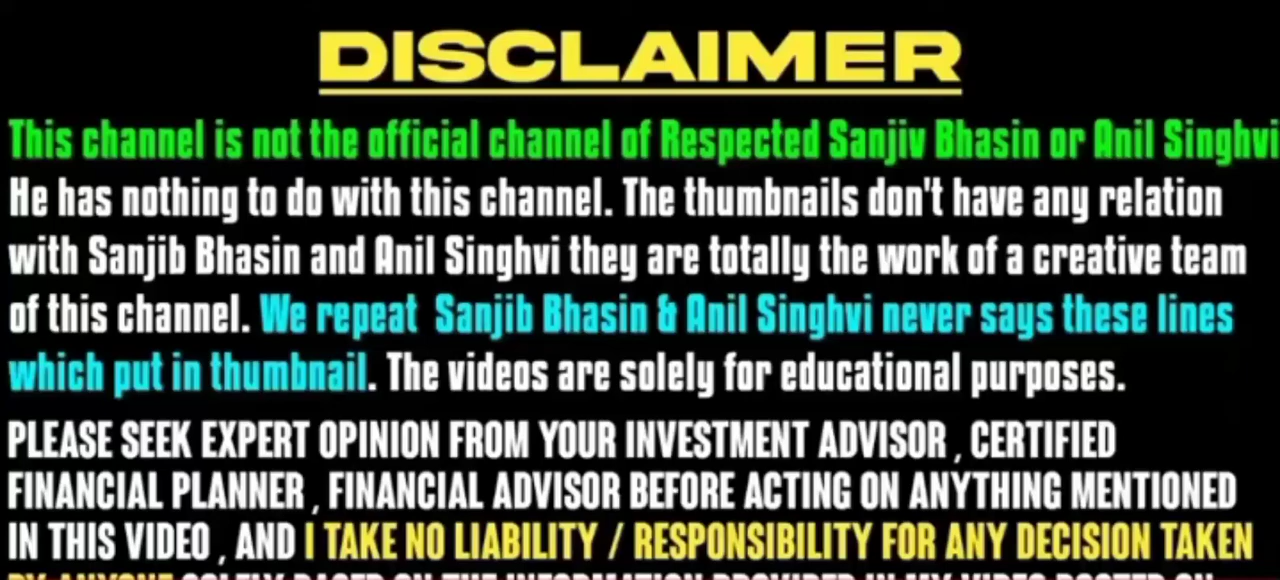 DISCLAIMER
This channel is not the official channel of Respected Sanjiv Bhasin or Anil Singhvi
He has nothing to do with this channel. The thumbnails don't have any relation
with Sanjib Bhasin and Anil Singhvi they are totally the work of a creative team
of this channel. We repeat Sanjib Bhasin & Anil Singhvi never says these lines
which put in thumbnail. The videos are solely for educational purposes.
PLEASE SEEK EXPERT OPINION FROM YOUR INVESTMENT ADVISOR , CERTIFIED
FINANCIAL PLANNER , FINANCIAL ADVISOR BEFORE ACTING ON ANYTHING MENTIONED
IN THIS VIDEO , AND I TAKE NO LIABILITY / RESPONSIBILITY FOR ANY DECISION TAKEN